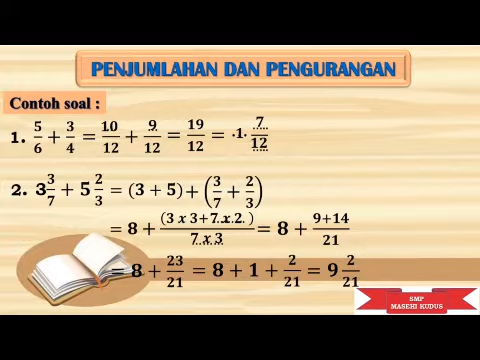 PENJUMLAHAN DAN PENGURANGAN
Contoh soal :
1. 5/6 + 3/4 = 10/12 + 9/12 = 19/12 = 1 7/12
2. 3 3/7 + 5 2/3 = (3 + 5) + (3/7 + 2/3)
= 8 + (3 x 3+7 x 2 )/7 x 3 = 8 + 9+14/21
= 8 + 23/21 = 8 + 1 + 2/21 = 9 2/21
SMP
MASEHI KUDUS